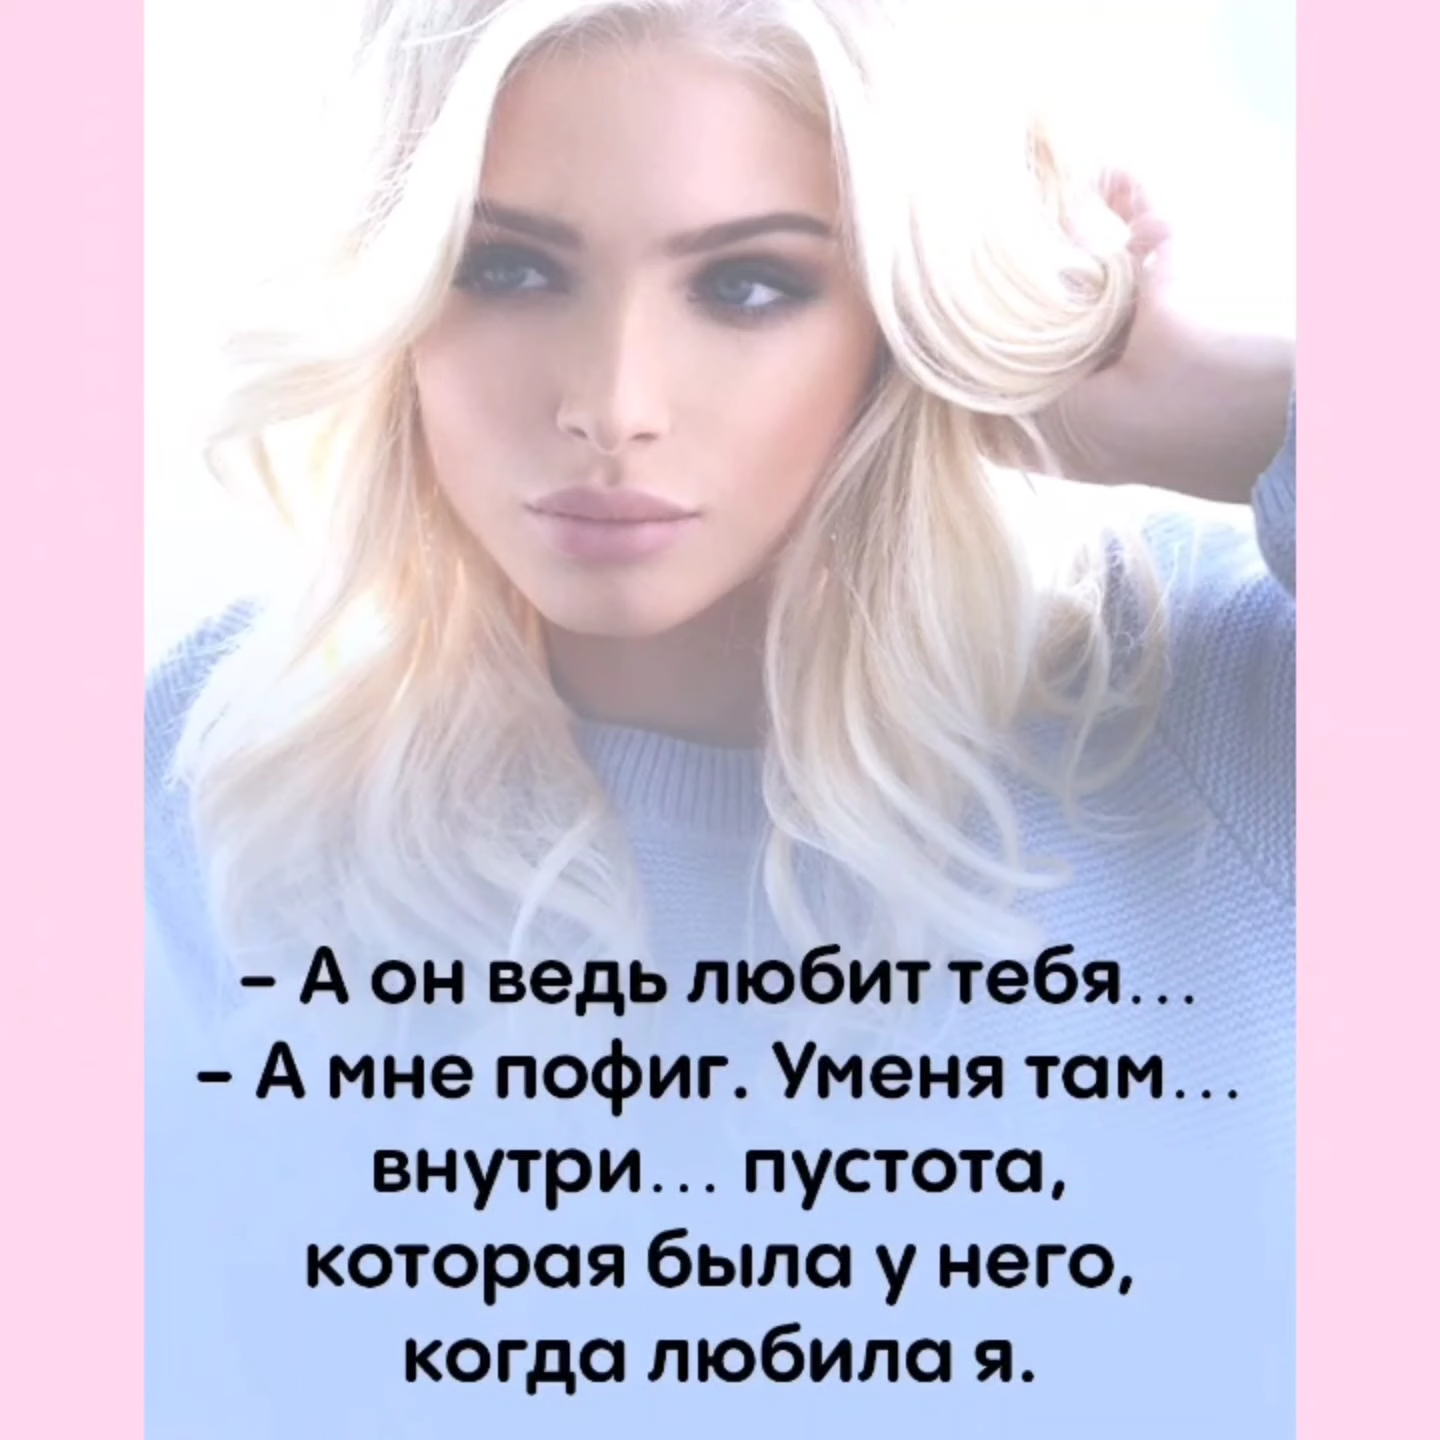 – А он ведь любит тебя...
– А мне пофиг. Уменя там...
внутри... пустота,
которая была у него,
когда любила я.